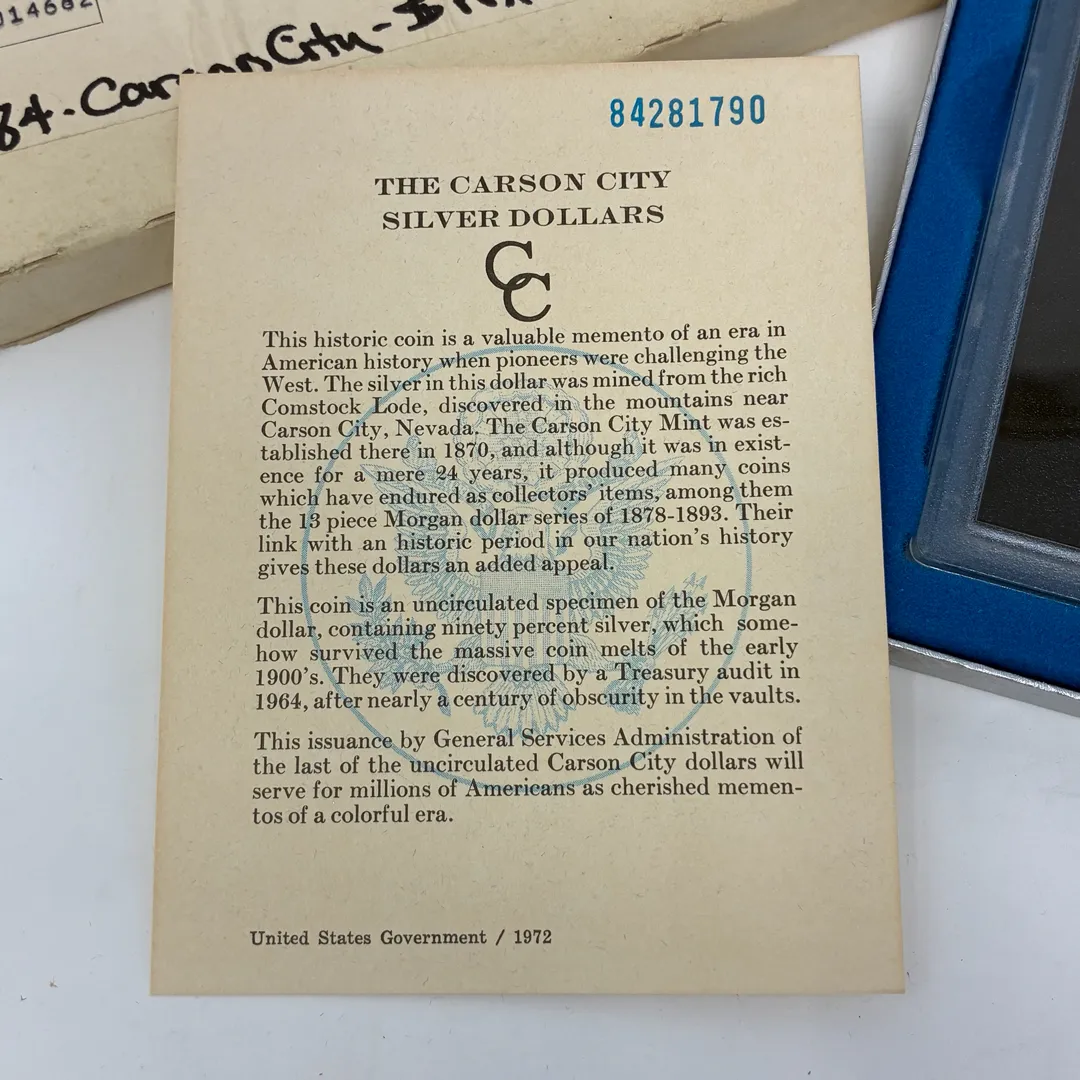 14682
84-Carson City-
84281790
THE CARSON CITY
SILVER DOLLARS
CC
This historic coin is a valuable memento of an era in
American history when pioneers were challenging the
West. The silver in this dollar was mined from the rich
Comstock Lode, discovered in the mountains near
Carson City, Nevada. The Carson City Mint was es-
tablished there in 1870, and although it was in exist-
ence for a mere 24 years, it produced many coins
which have endured as collectors' items, among them
the 13 piece Morgan dollar series of 1878-1893. Their
link with an historic period in our nation's history
gives these dollars an added appeal.
This coin is an uncirculated specimen of the Morgan
dollar, containing ninety percent silver, which some-
how survived the massive coin melts of the early
1900's. They were discovered by a Treasury audit in
1964, after nearly a century of obscurity in the vaults.
This issuance by General Services Administration of
the last of the uncirculated Carson City dollars will
serve for millions of Americans as cherished memen-
tos of a colorful era.
United States Government / 1972